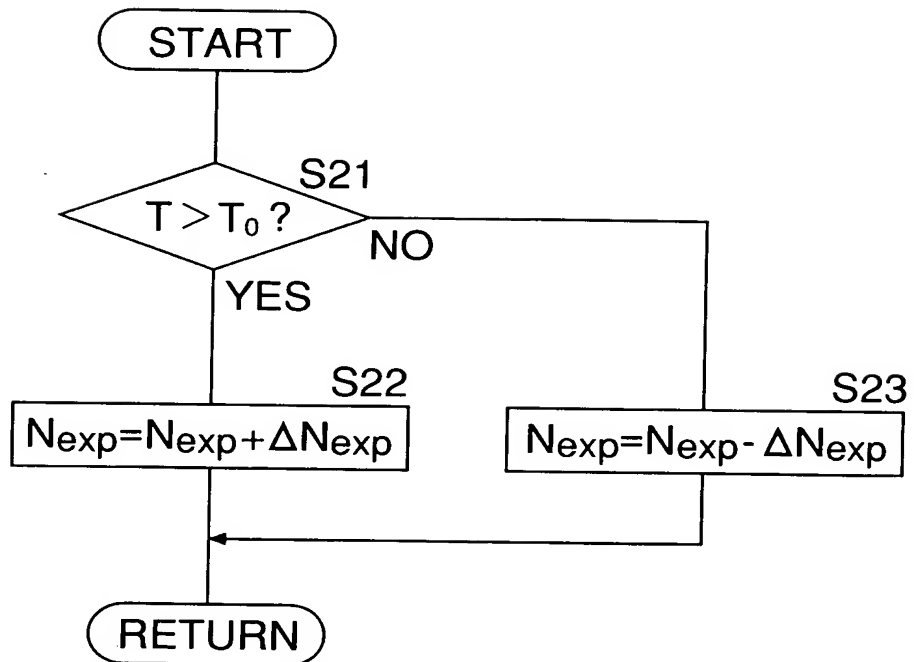 START
S21
T > T₀ ?
NO
YES
S22
S23
Nexp=Nexp+ΔNexp
Nexp=Nexp-ΔNexp
RETURN